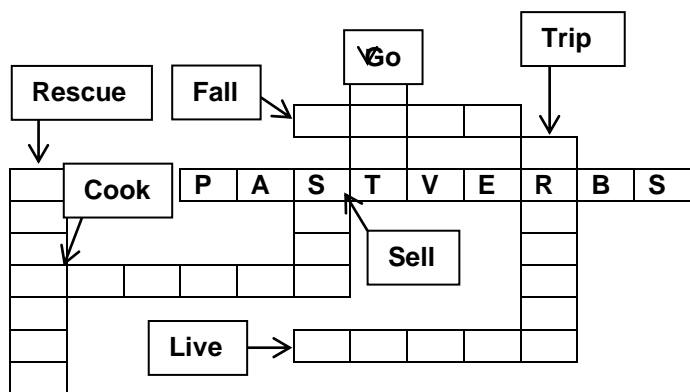 Go
Trip
Rescue
Fall
Cook
P A S T V E R B S
Sell
Live